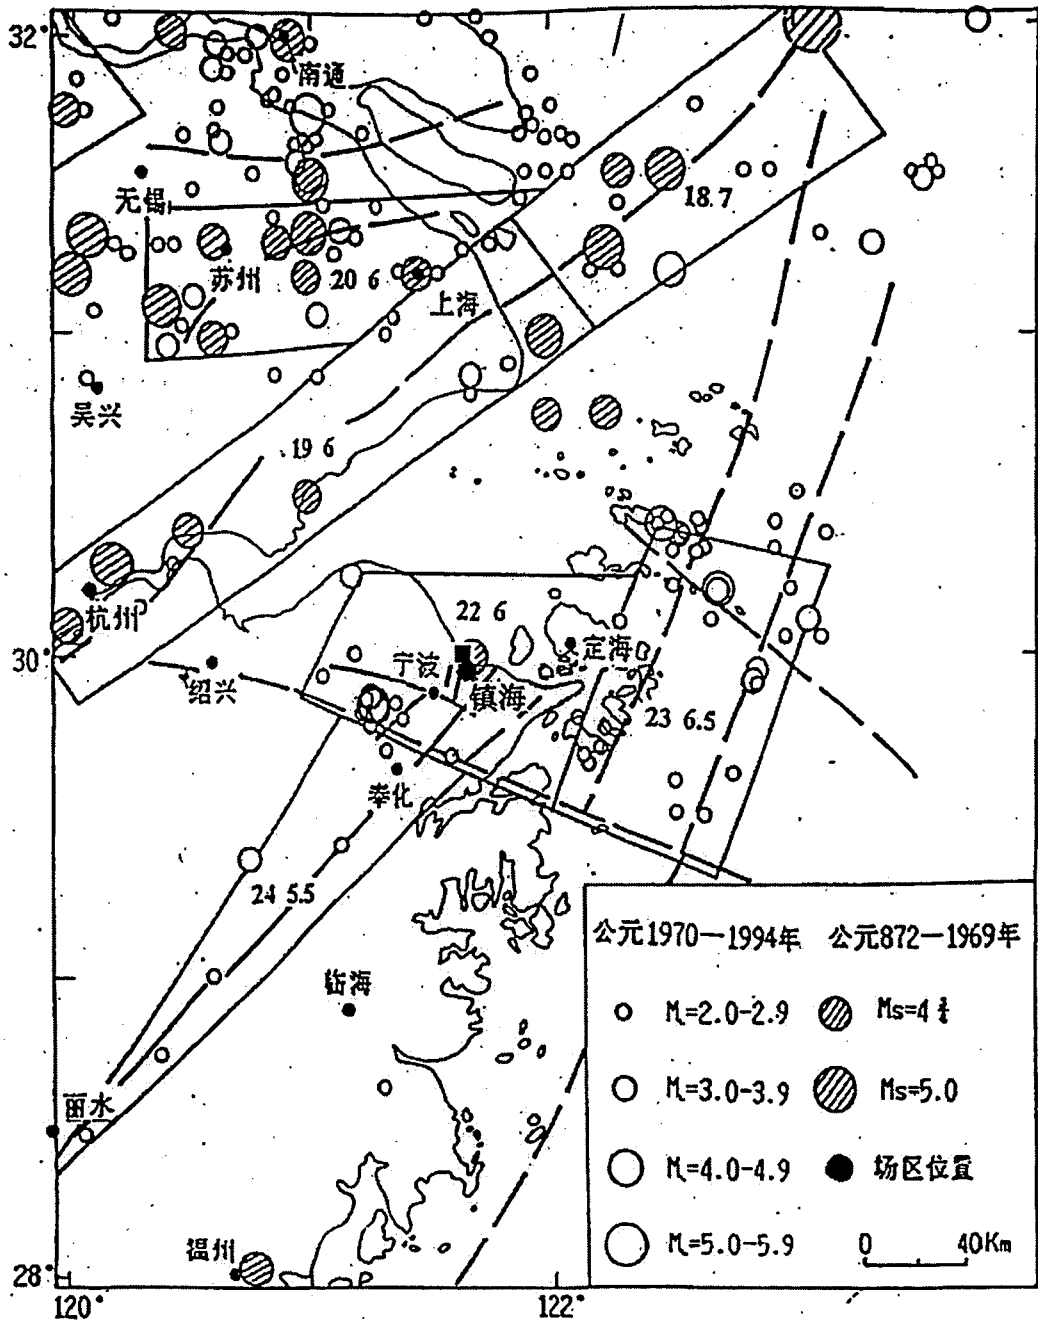 32°
南通
无锡
18.7
苏州
20 6
上海
吴兴
19 6
杭州
22 6
30°
宁波
定海
绍兴
镇海
23 6.5
奉化
24 5.5
公元1970—1994年 公元872—1969年
临海
M_L=2.0-2.9 Ms=4¾
M_L=3.0-3.9 Ms=5.0
丽水
M_L=4.0-4.9 场区位置
温州
M_L=5.0-5.9 0 40Km
28°
120° 122°